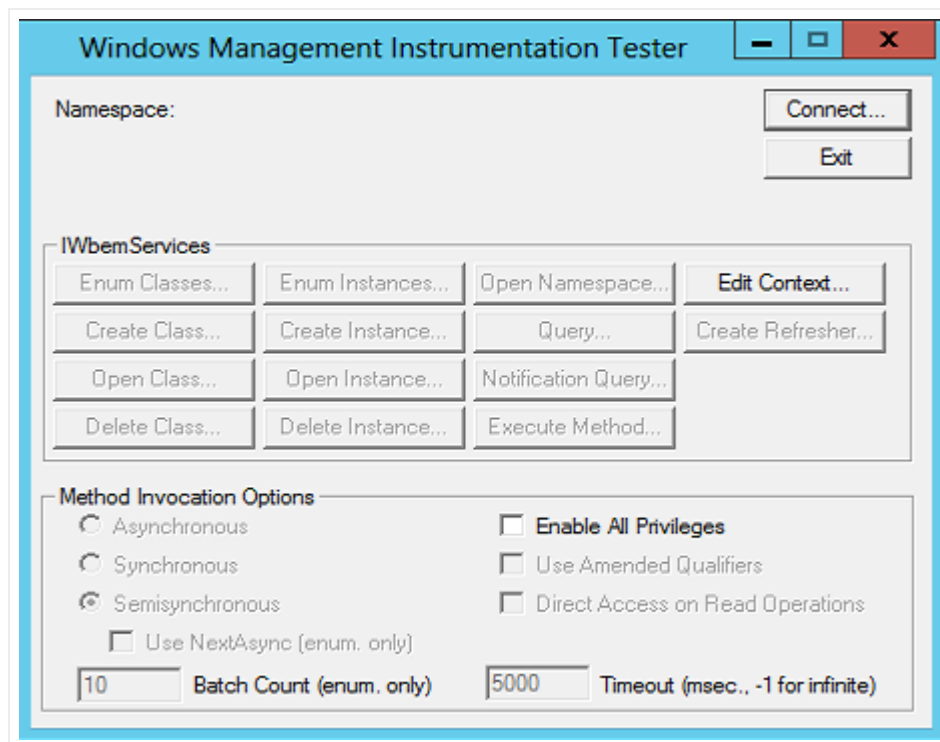 Windows Management Instrumentation Tester
Namespace:
Connect...
Exit
IWbemServices
Enum Classes... Enum Instances... Open Namespace... Edit Context...
Create Class... Create Instance... Query... Create Refresher...
Open Class... Open Instance... Notification Query...
Delete Class... Delete Instance... Execute Method...
Method Invocation Options
Asynchronous Enable All Privileges
Synchronous Use Amended Qualifiers
Semisynchronous Direct Access on Read Operations
Use NextAsync (enum. only)
10 Batch Count (enum. only) 5000 Timeout (msec., -1 for infinite)